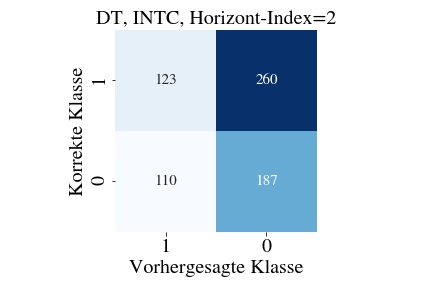 DT, INTC, Horizont-Index=2
Korrekte Klasse
1
123
260
0
110
187
1
0
Vorhergesagte Klasse